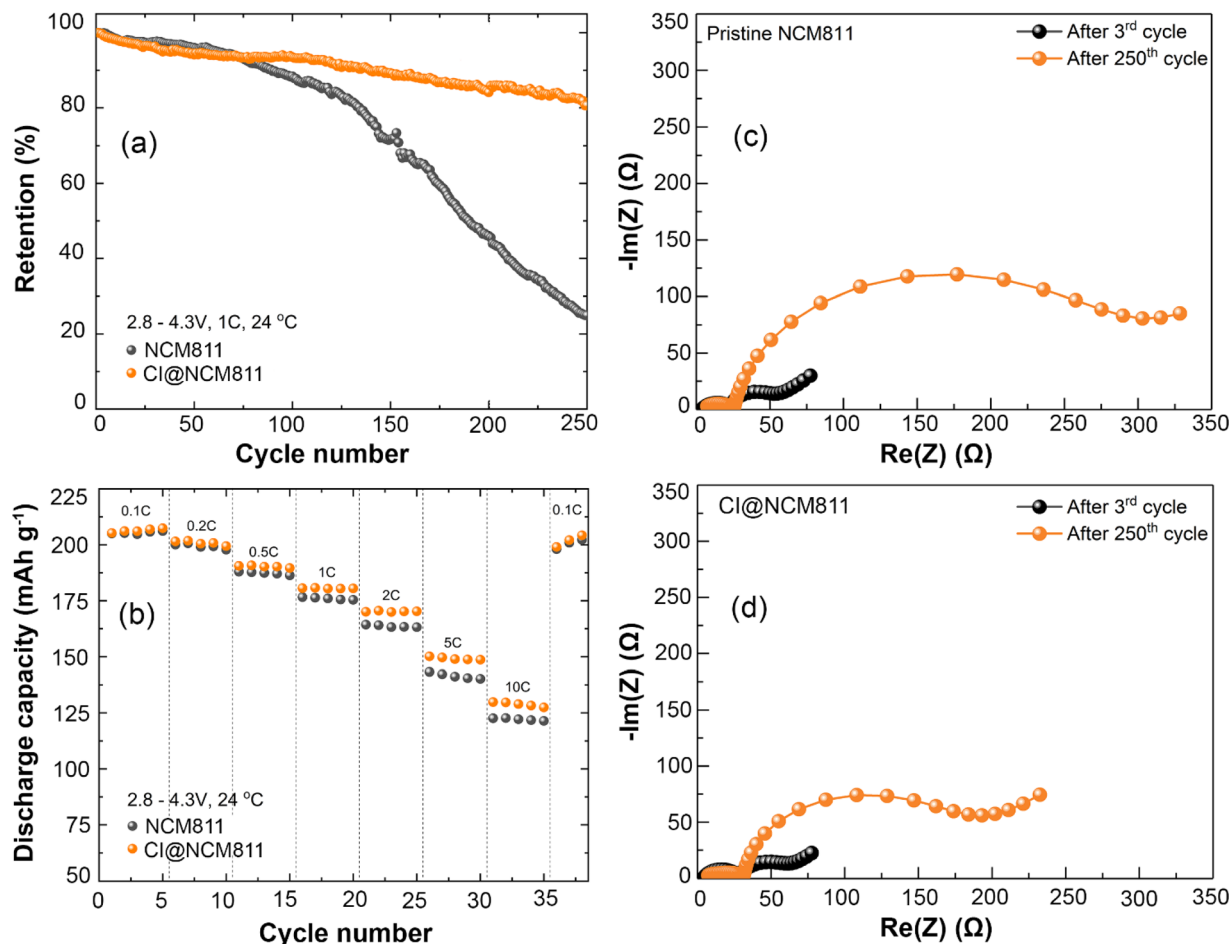 100
80
60
40
20
0
Retention (%)
(a)
2.8 - 4.3V, 1C, 24 °C
NCM811
CI@NCM811
0 50 100 150 200 250
Cycle number
350
300
250
200
150
100
50
0
-Im(Z) (Ω)
Pristine NCM811
After 3rd cycle
After 250th cycle
(c)
0 50 100 150 200 250 300 350
Re(Z) (Ω)
225
200
175
150
125
100
75
50
Discharge capacity (mAh g-1)
0.1C
0.2C
0.5C
1C
2C
5C
10C
0.1C
(b)
2.8 - 4.3V, 24 °C
NCM811
CI@NCM811
0 5 10 15 20 25 30 35
Cycle number
350
300
250
200
150
100
50
0
-Im(Z) (Ω)
CI@NCM811
After 3rd cycle
After 250th cycle
(d)
0 50 100 150 200 250 300 350
Re(Z) (Ω)